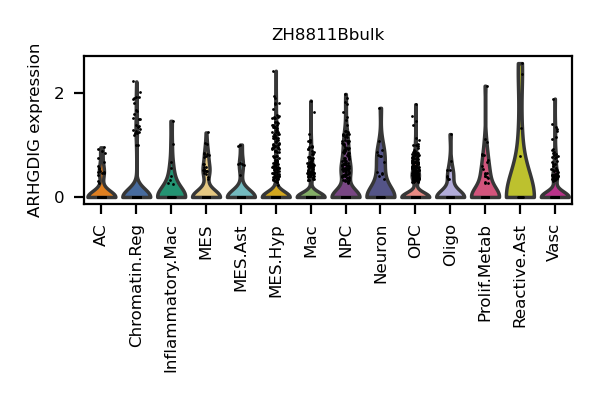 ZH8811Bbulk
ARHGDIG expression
2
0
AC
Chromatin.Reg
Inflammatory.Mac
MES
MES.Ast
MES.Hyp
Mac
NPC
Neuron
OPC
Oligo
Prolif.Metab
Reactive.Ast
Vasc